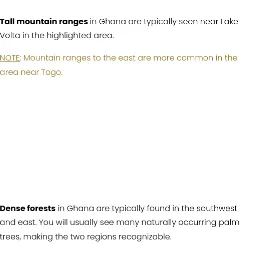 Tall mountain ranges in Ghana are typically seen near Lake
Volta in the highlighted area.
NOTE: Mountain ranges to the east are more common in the
area near Togo.
Dense forests in Ghana are typically found in the southwest
and east. You will usually see many naturally occurring palm
trees, making the two regions recognizable.